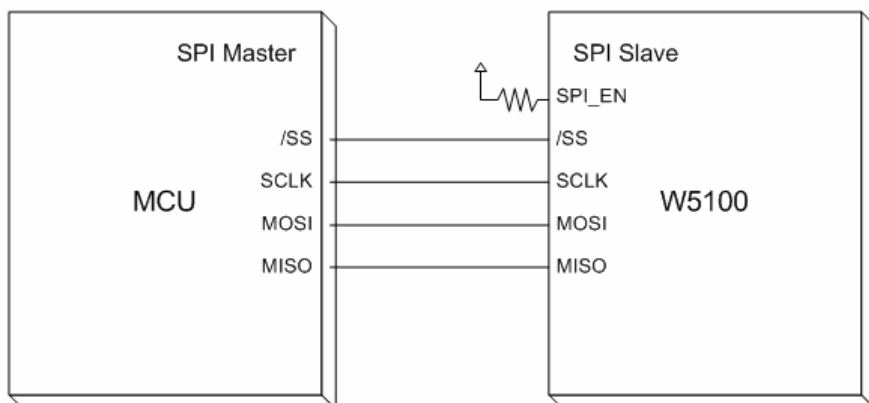 SPI Master
/SS
SCLK
MCU
MOSI
MISO
SPI Slave
SPI_EN
/SS
SCLK
W5100
MOSI
MISO